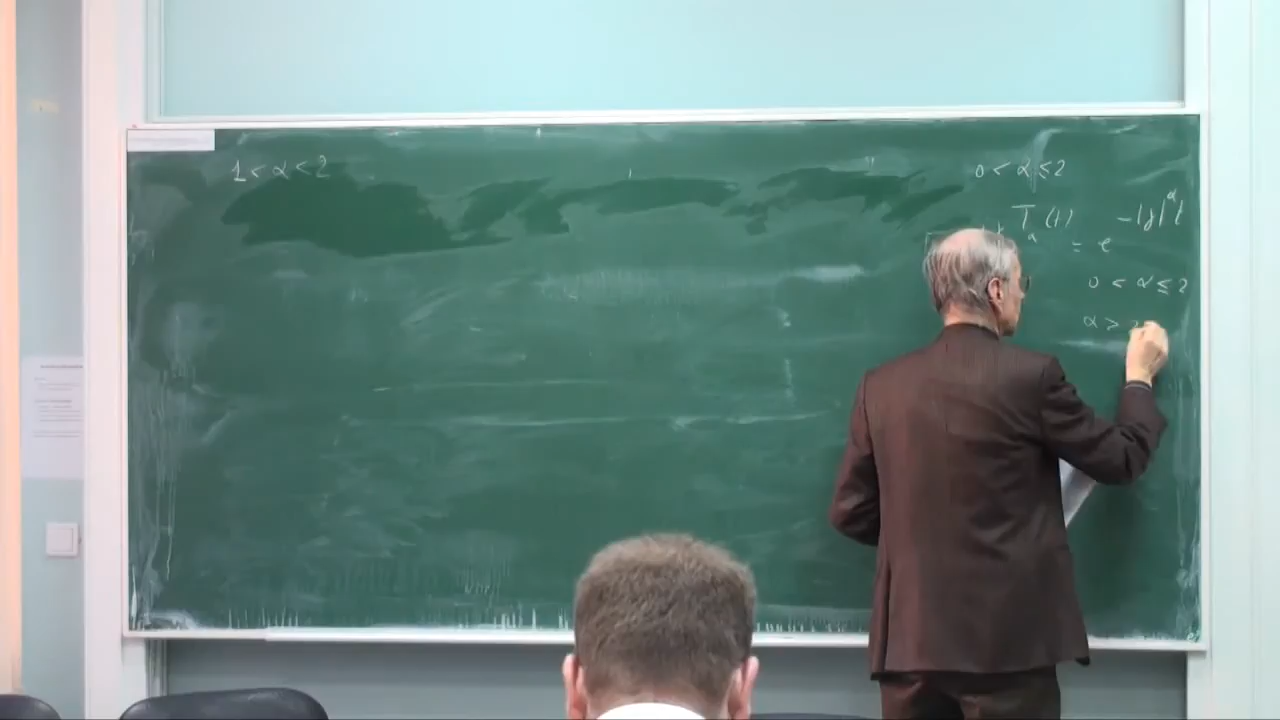 1 < α < 2
0 < α ≤ 2
T_α(t) = e^{-|y|^α t}
0 < α ≤ 2
α >